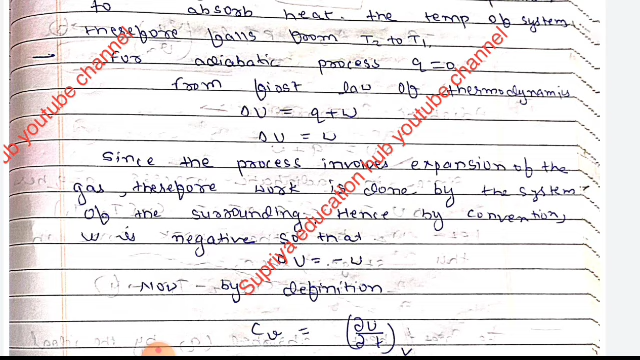 to absorb heat. the temp of system
therefore falls from T2 to T1.
→ for adiabatic process q=0
from first law of thermodynamis
ΔU = q+w
ΔU = w
Since the process involves expansion of the
gas, therefore work is done by the system
of the surrounding. Hence by convention,
w is negative so that
ΔU = -w
Now - by definition
Cv = (∂U/∂t)v
Supriya education hub youtube channel
hub youtube channel